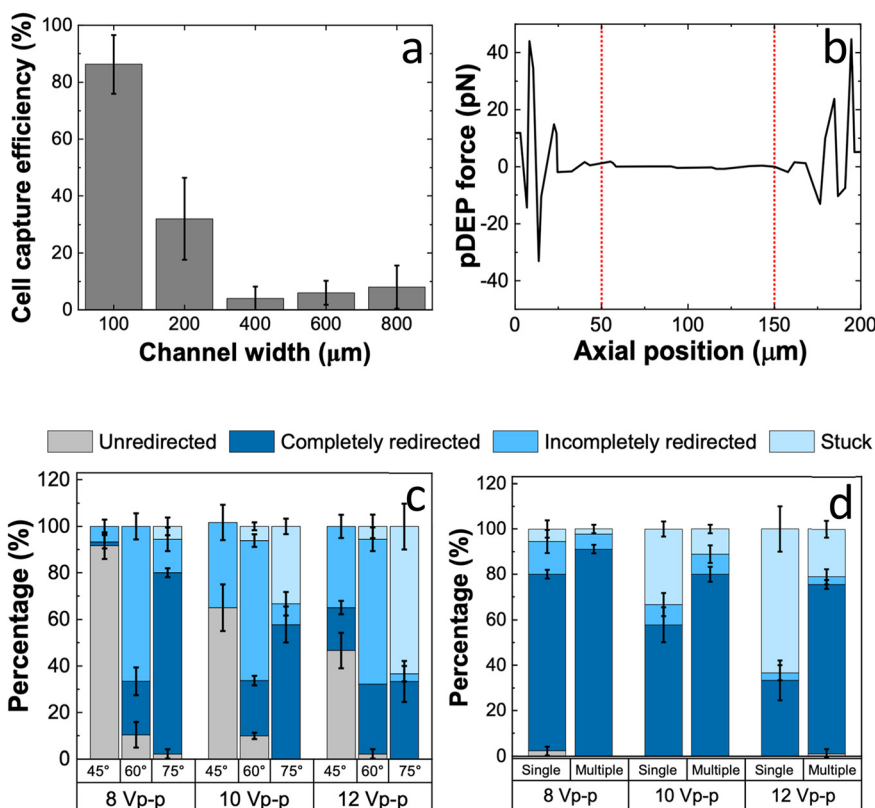 a
Cell capture efficiency (%)
100
80
60
40
20
0
100 200 400 600 800
Channel width (μm)
b
pDEP force (pN)
40
20
0
-20
-40
0 50 100 150 200
Axial position (μm)
Unredirected Completely redirected Incompletely redirected Stuck
c
Percentage (%)
120
100
80
60
40
20
0
45° 60° 75° 45° 60° 75° 45° 60° 75°
8 Vp-p 10 Vp-p 12 Vp-p
d
Percentage (%)
120
100
80
60
40
20
0
Single Multiple Single Multiple Single Multiple
8 Vp-p 10 Vp-p 12 Vp-p